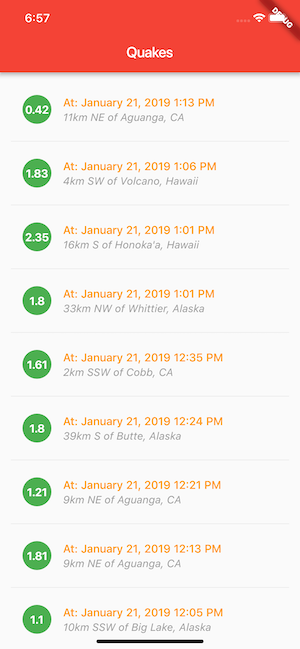 6:57
DEBUG
Quakes
0.42
At: January 21, 2019 1:13 PM
11km NE of Aguanga, CA
1.83
At: January 21, 2019 1:06 PM
4km SW of Volcano, Hawaii
2.35
At: January 21, 2019 1:01 PM
16km S of Honoka'a, Hawaii
1.8
At: January 21, 2019 1:01 PM
33km NW of Whittier, Alaska
1.61
At: January 21, 2019 12:35 PM
2km SSW of Cobb, CA
1.8
At: January 21, 2019 12:24 PM
39km S of Butte, Alaska
1.21
At: January 21, 2019 12:21 PM
9km NE of Aguanga, CA
1.81
At: January 21, 2019 12:13 PM
9km NE of Aguanga, CA
1.1
At: January 21, 2019 12:05 PM
10km SSW of Big Lake, Alaska